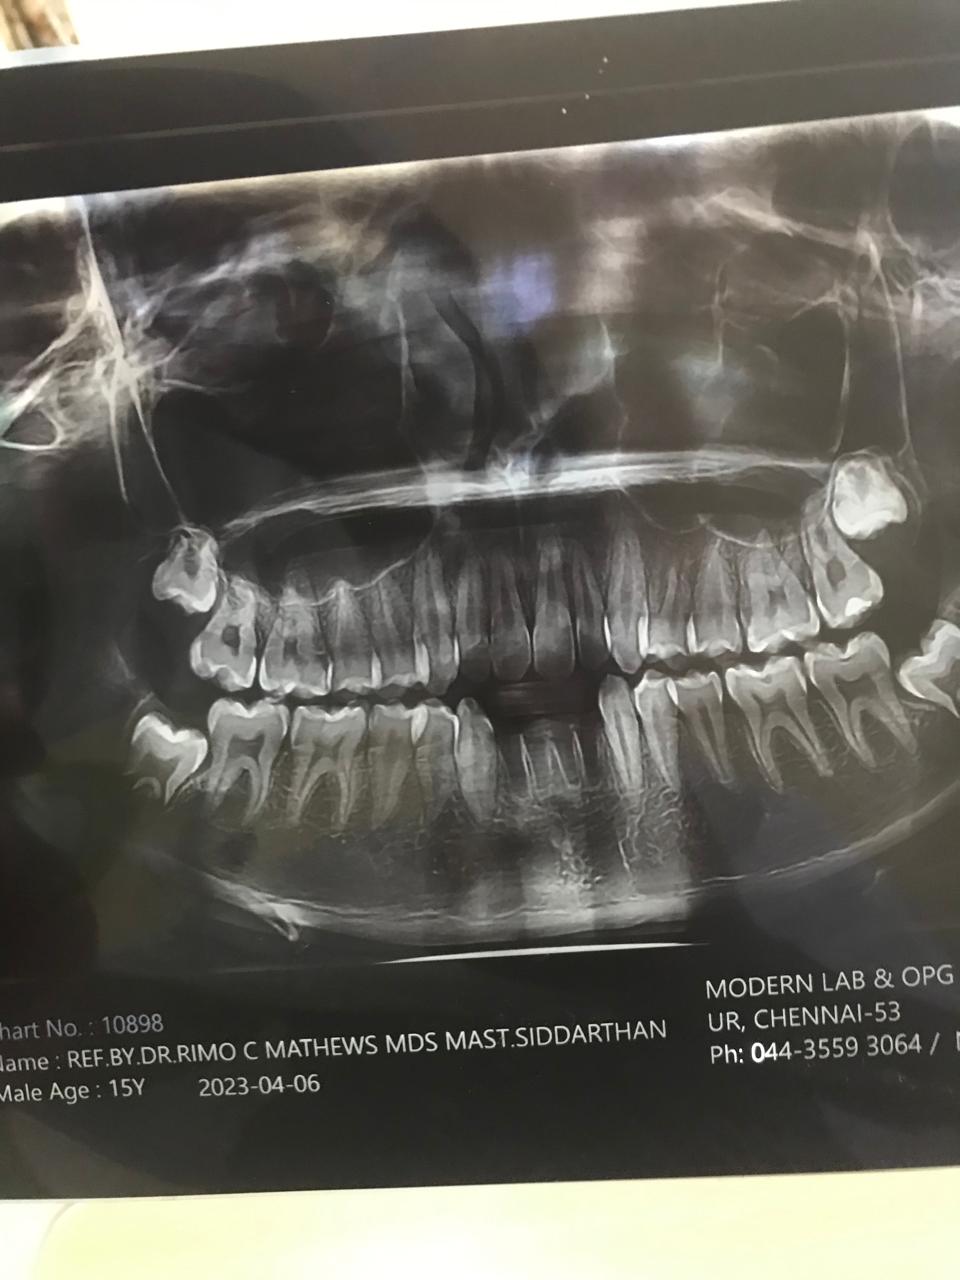 hart No. : 10898
Name : REF.BY.DR.RIMO C MATHEWS MDS MAST.SIDDARTHAN
Male Age : 15Y 2023-04-06
MODERN LAB & OPG
UR, CHENNAI-53
Ph: 044-3559 3064 /